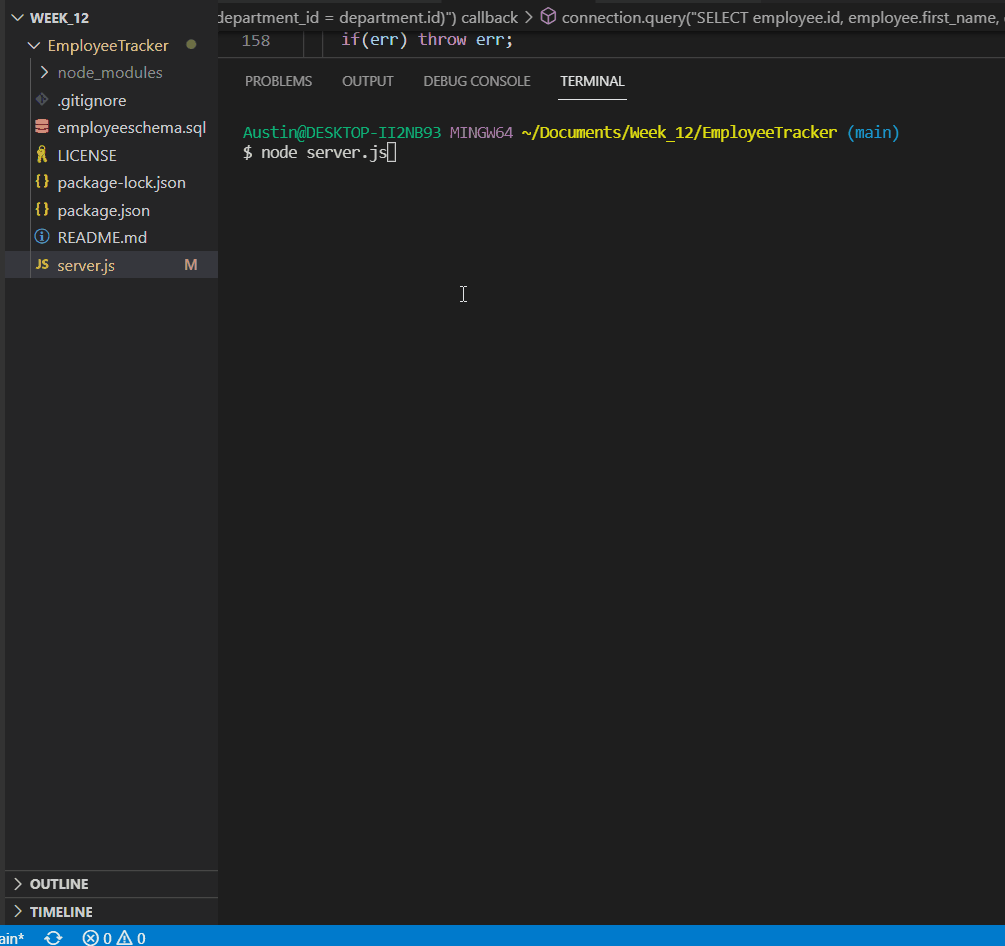 WEEK_12
EmployeeTracker
node_modules
.gitignore
employeeschema.sql
LICENSE
package-lock.json
package.json
README.md
JS server.js M
OUTLINE
TIMELINE
department_id = department.id)") callback > connection.query("SELECT employee.id, employee.first_name,
158 if(err) throw err;
PROBLEMS OUTPUT DEBUG CONSOLE TERMINAL
Austin@DESKTOP-II2NB93 MINGW64 ~/Documents/Week_12/EmployeeTracker (main)
$ node server.js
ain* 0 0